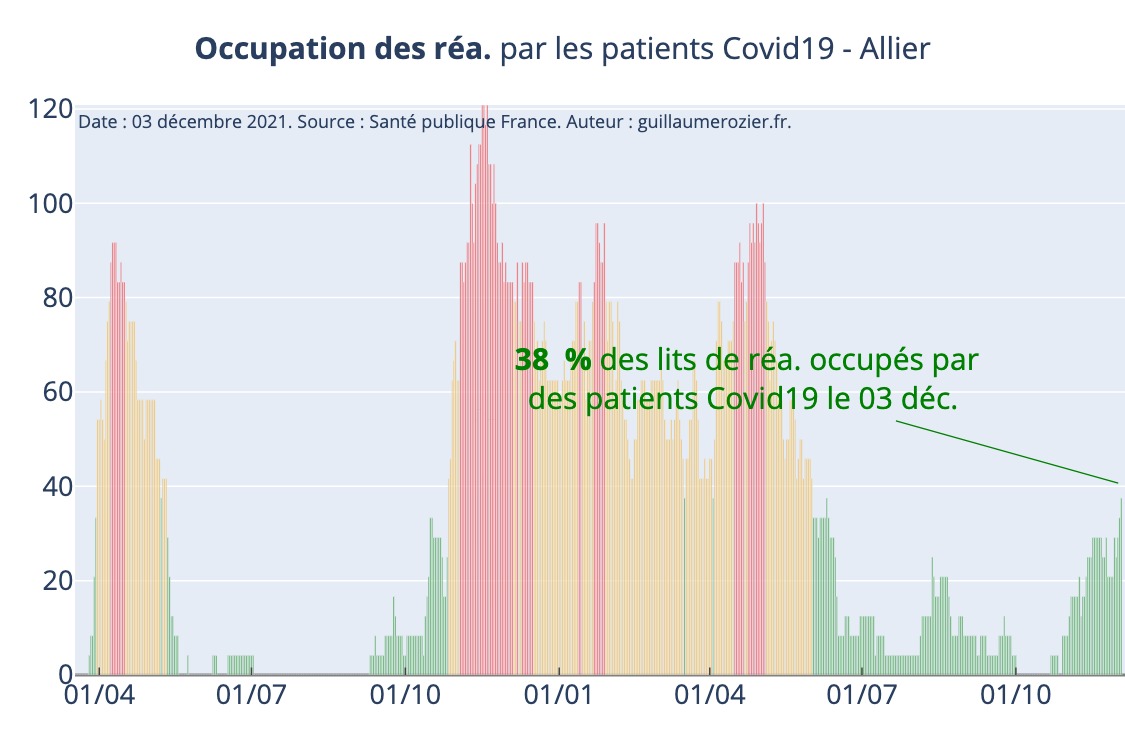 Occupation des réa. par les patients Covid19 - Allier
120
Date : 03 décembre 2021. Source : Santé publique France. Auteur : guillaumerozier.fr.
100
80
38 % des lits de réa. occupés par
des patients Covid19 le 03 déc.
60
40
20
0
01/04 01/07 01/10 01/01 01/04 01/07 01/10